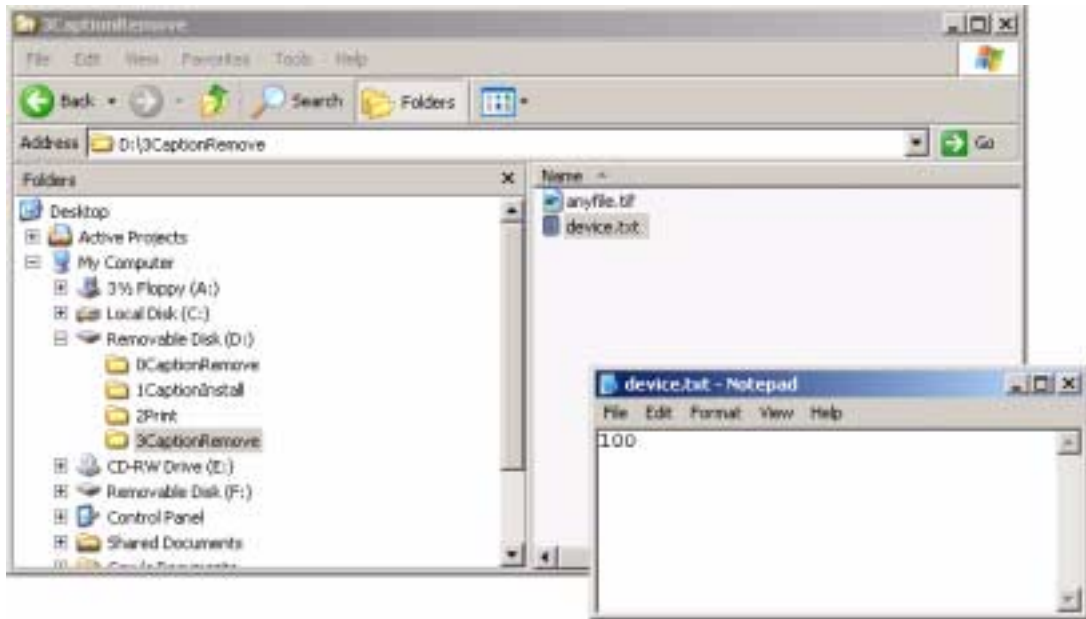 3CaptionRemove
File Edit View Favorites Tools Help
Back Search Folders
Address D:\3CaptionRemove Go
Folders
Name
Desktop
Active Projects
My Computer
3½ Floppy (A:)
Local Disk (C:)
Removable Disk (D:)
0CaptionRemove
1CaptionInstall
2Print
3CaptionRemove
CD-RW Drive (E:)
Removable Disk (F:)
Control Panel
Shared Documents
anyfile.tif
device.txt
device.txt - Notepad
File Edit Format View Help
100